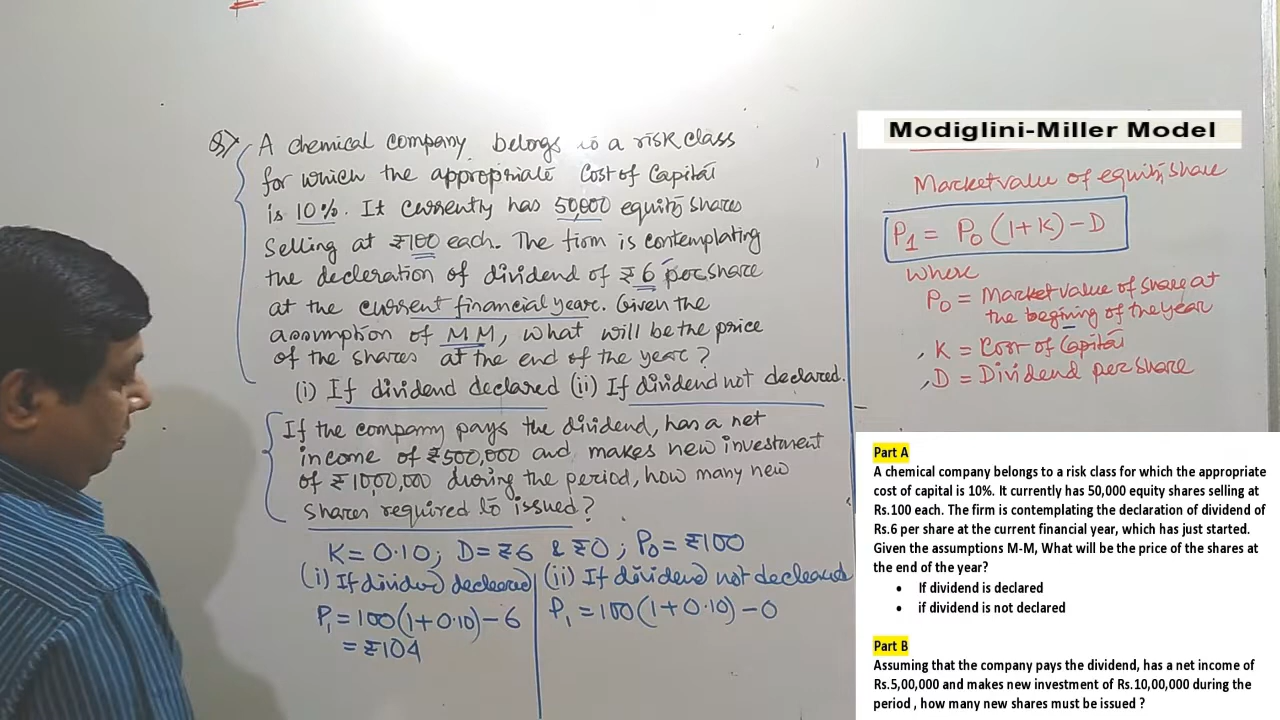 Q) A chemical company belongs to a risk class
for which the appropriate Cost of Capital
is 10%. It currently has 50,000 equity shares
Selling at ₹100 each. The firm is contemplating
the decleration of dividend of ₹6 per share
at the current financial year. Given the
assumption of MM, what will be the price
of the shares at the end of the year?
(i) If dividend declared (ii) If dividend not declared.
If the company pays the dividend, has a net
income of ₹500,000 and makes new investment
of ₹1000,000 during the period, how many new
shares required to issued?
K = 0.10; D = ₹6 & ₹0; P0 = ₹100
(i) If dividend decleared
P1 = 100(1+0.10) - 6
= ₹104
(ii) If dividend not decleared
P1 = 100(1+0.10) - 0
Modiglini-Miller Model
Market value of equity share
P1 = P0 (1+K) - D
where
P0 = Market value of share at
the begining of the year
, K = Cost of Capital
, D = Dividend per share
Part A
A chemical company belongs to a risk class for which the appropriate
cost of capital is 10%. It currently has 50,000 equity shares selling at
Rs.100 each. The firm is contemplating the declaration of dividend of
Rs.6 per share at the current financial year, which has just started.
Given the assumptions M-M, What will be the price of the shares at
the end of the year?
• If dividend is declared
• if dividend is not declared
Part B
Assuming that the company pays the dividend, has a net income of
Rs.5,00,000 and makes new investment of Rs.10,00,000 during the
period , how many new shares must be issued ?